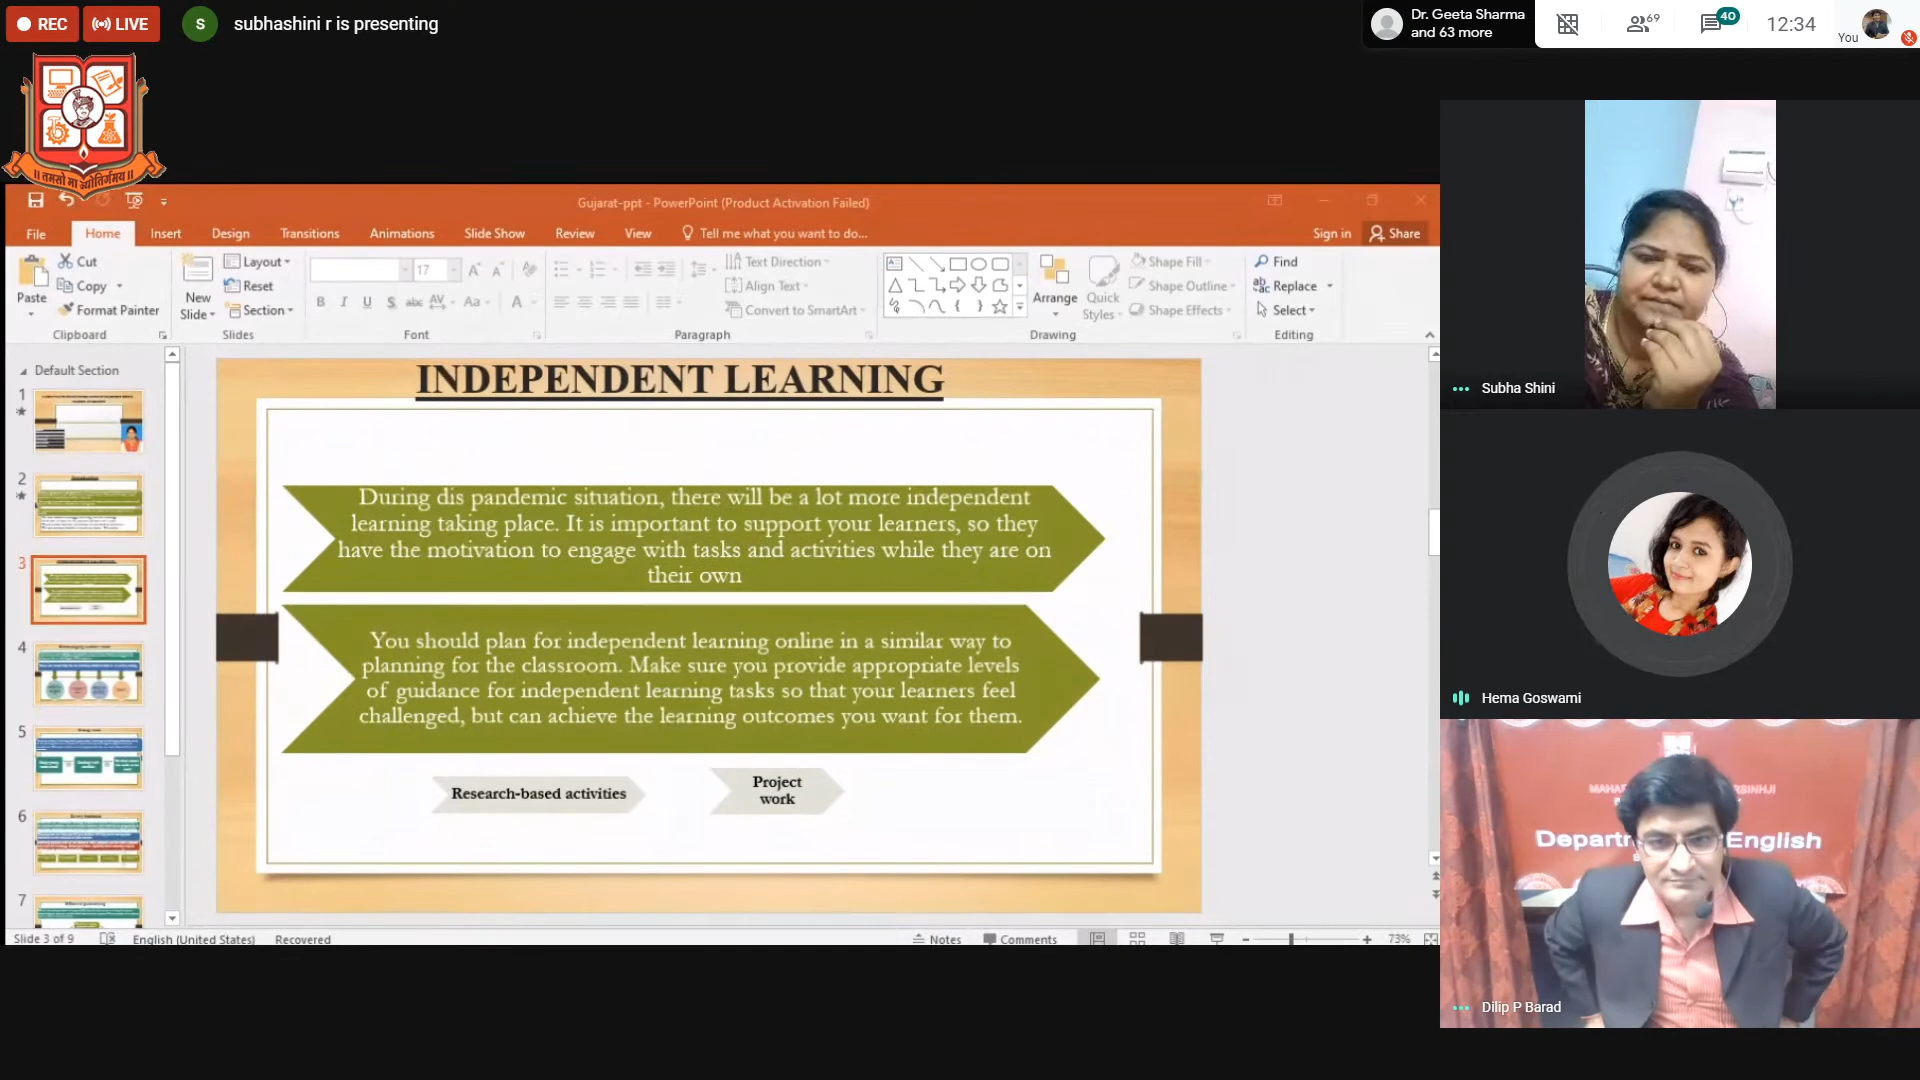 REC
LIVE
S
subhashini r is presenting
Dr. Geeta Sharma
and 63 more
69
40
12:34
You
॥ तमसो मा ज्योतिर्गमय ॥
Gujarat-ppt - PowerPoint (Product Activation Failed)
File
Home
Insert
Design
Transitions
Animations
Slide Show
Review
View
Tell me what you want to do...
Sign in
Share
Paste
Cut
Copy
Format Painter
Clipboard
New
Slide
Layout
Reset
Section
Slides
17
B I U S abc AV Aa A
Font
Text Direction
Align Text
Convert to SmartArt
Paragraph
Arrange
Quick
Styles
Shape Fill
Shape Outline
Shape Effects
Drawing
Find
Replace
Select
Editing
Default Section
1
2
3
4
5
6
7
INDEPENDENT LEARNING
During dis pandemic situation, there will be a lot more independent
learning taking place. It is important to support your learners, so they
have the motivation to engage with tasks and activities while they are on
their own
You should plan for independent learning online in a similar way to
planning for the classroom. Make sure you provide appropriate levels
of guidance for independent learning tasks so that your learners feel
challenged, but can achieve the learning outcomes you want for them.
Research-based activities
Project
work
Slide 3 of 9
English (United States)
Recovered
Notes
Comments
73%
Subha Shini
Hema Goswami
Dilip P Barad